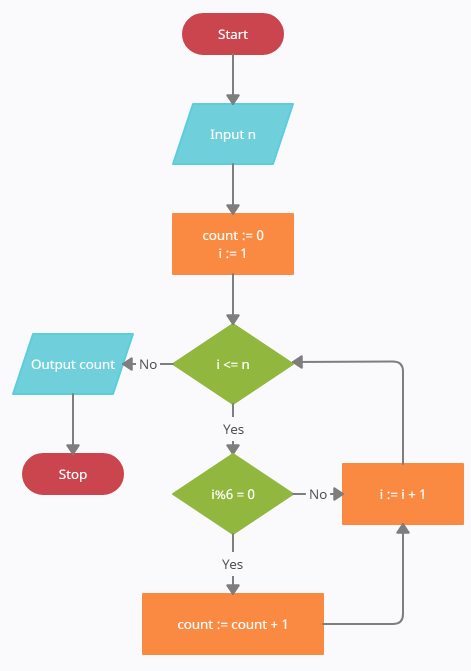 Start
Input n
count := 0
i := 1
i <= n
No
Output count
Stop
Yes
i%6 = 0
No
i := i + 1
Yes
count := count + 1